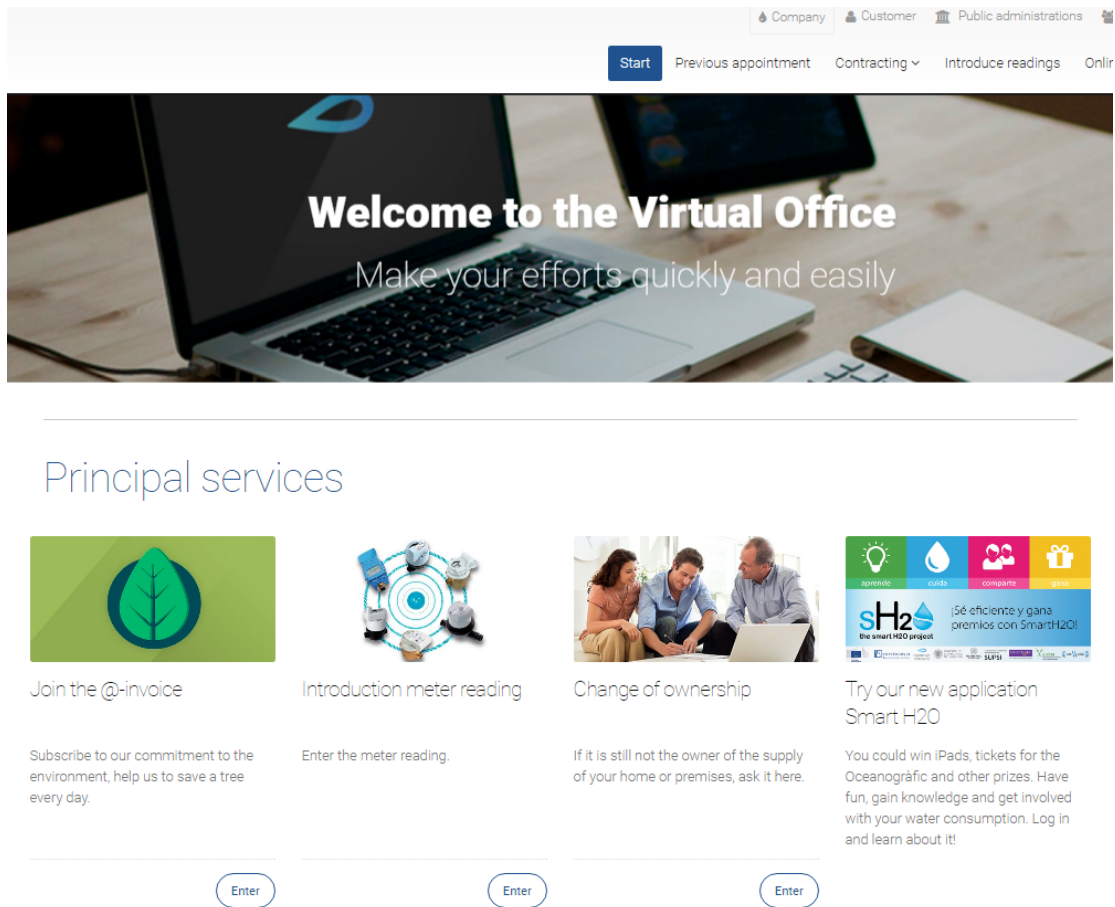 Company Customer Public administrations
Start Previous appointment Contracting Introduce readings
Welcome to the Virtual Office
Make your efforts quickly and easily
Principal services
aprende cuida comparte gana
sH2
the smart H2O project
¡Sé eficiente y gana
premios con SmartH2O!
SUPSI
Join the @-invoice
Subscribe to our commitment to the
environment, help us to save a tree
every day.
Enter
Introduction meter reading
Enter the meter reading.
Enter
Change of ownership
If it is still not the owner of the supply
of your home or premises, ask it here.
Enter
Try our new application
Smart H2O
You could win iPads, tickets for the
Oceanogràfic and other prizes. Have
fun, gain knowledge and get involved
with your water consumption. Log in
and learn about it!